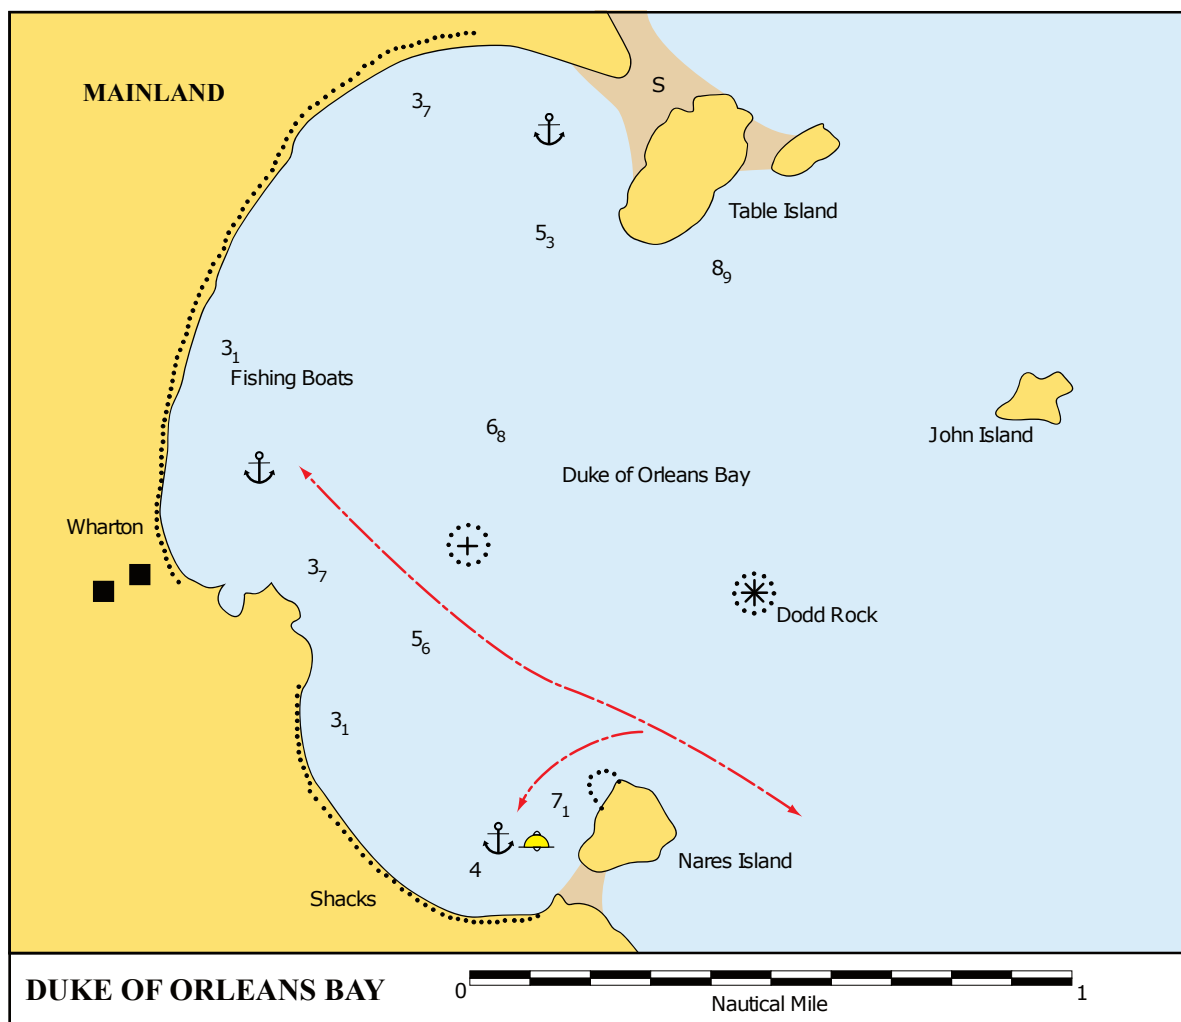 MAINLAND
S
3₇
Table Island
5₃
8₉
3₁
Fishing Boats
6₈
John Island
Duke of Orleans Bay
Wharton
3₇
Dodd Rock
5₆
3₁
7₁
Nares Island
4
Shacks
DUKE OF ORLEANS BAY
0
1
Nautical Mile